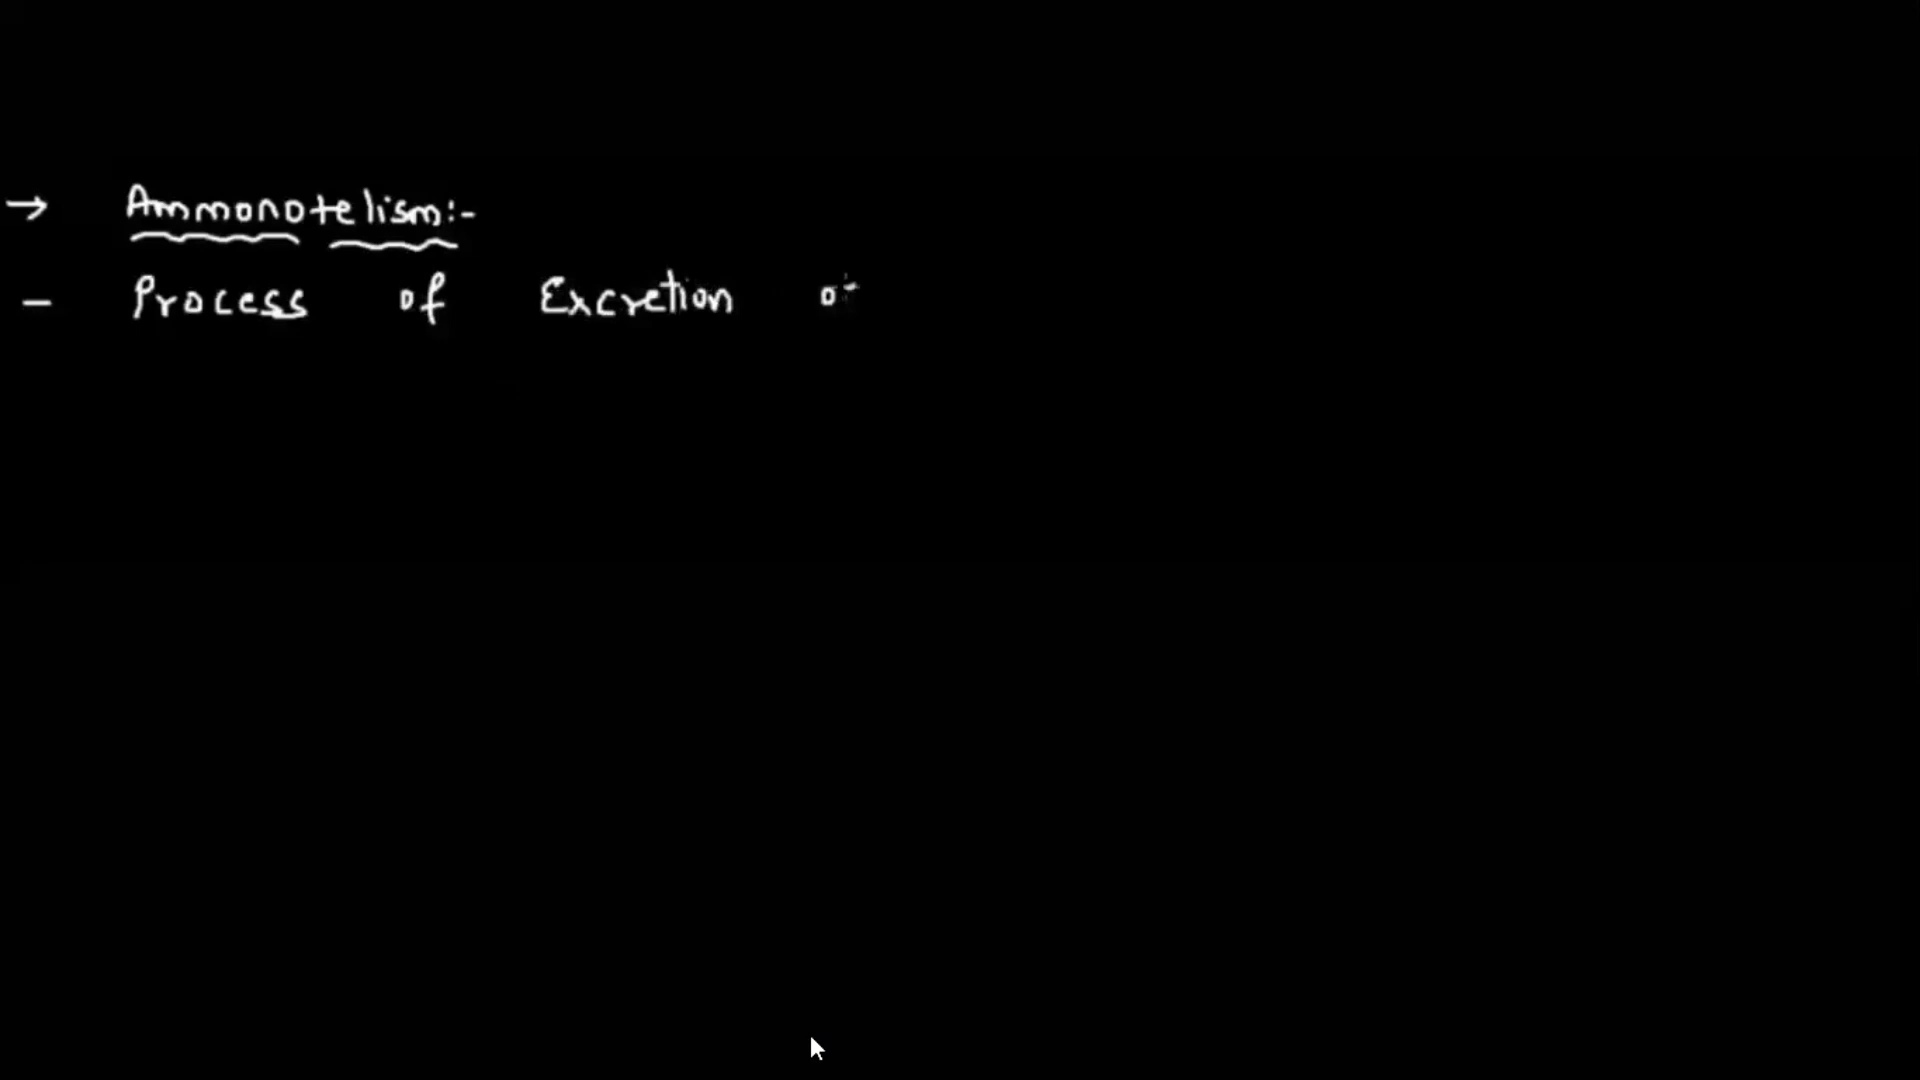 → Ammonotelism:-
- Process of Excretion